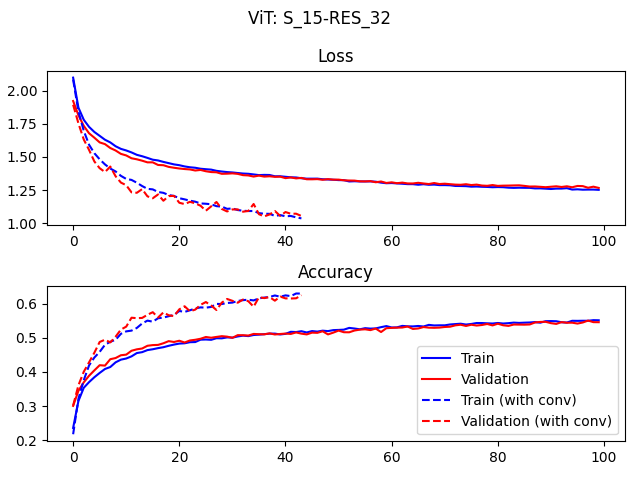 ViT: S_15-RES_32
Loss
2.00
1.75
1.50
1.25
1.00
0 20 40 60 80 100
Accuracy
0.6
0.5
0.4
0.3
0.2
Train
Validation
Train (with conv)
Validation (with conv)
0 20 40 60 80 100